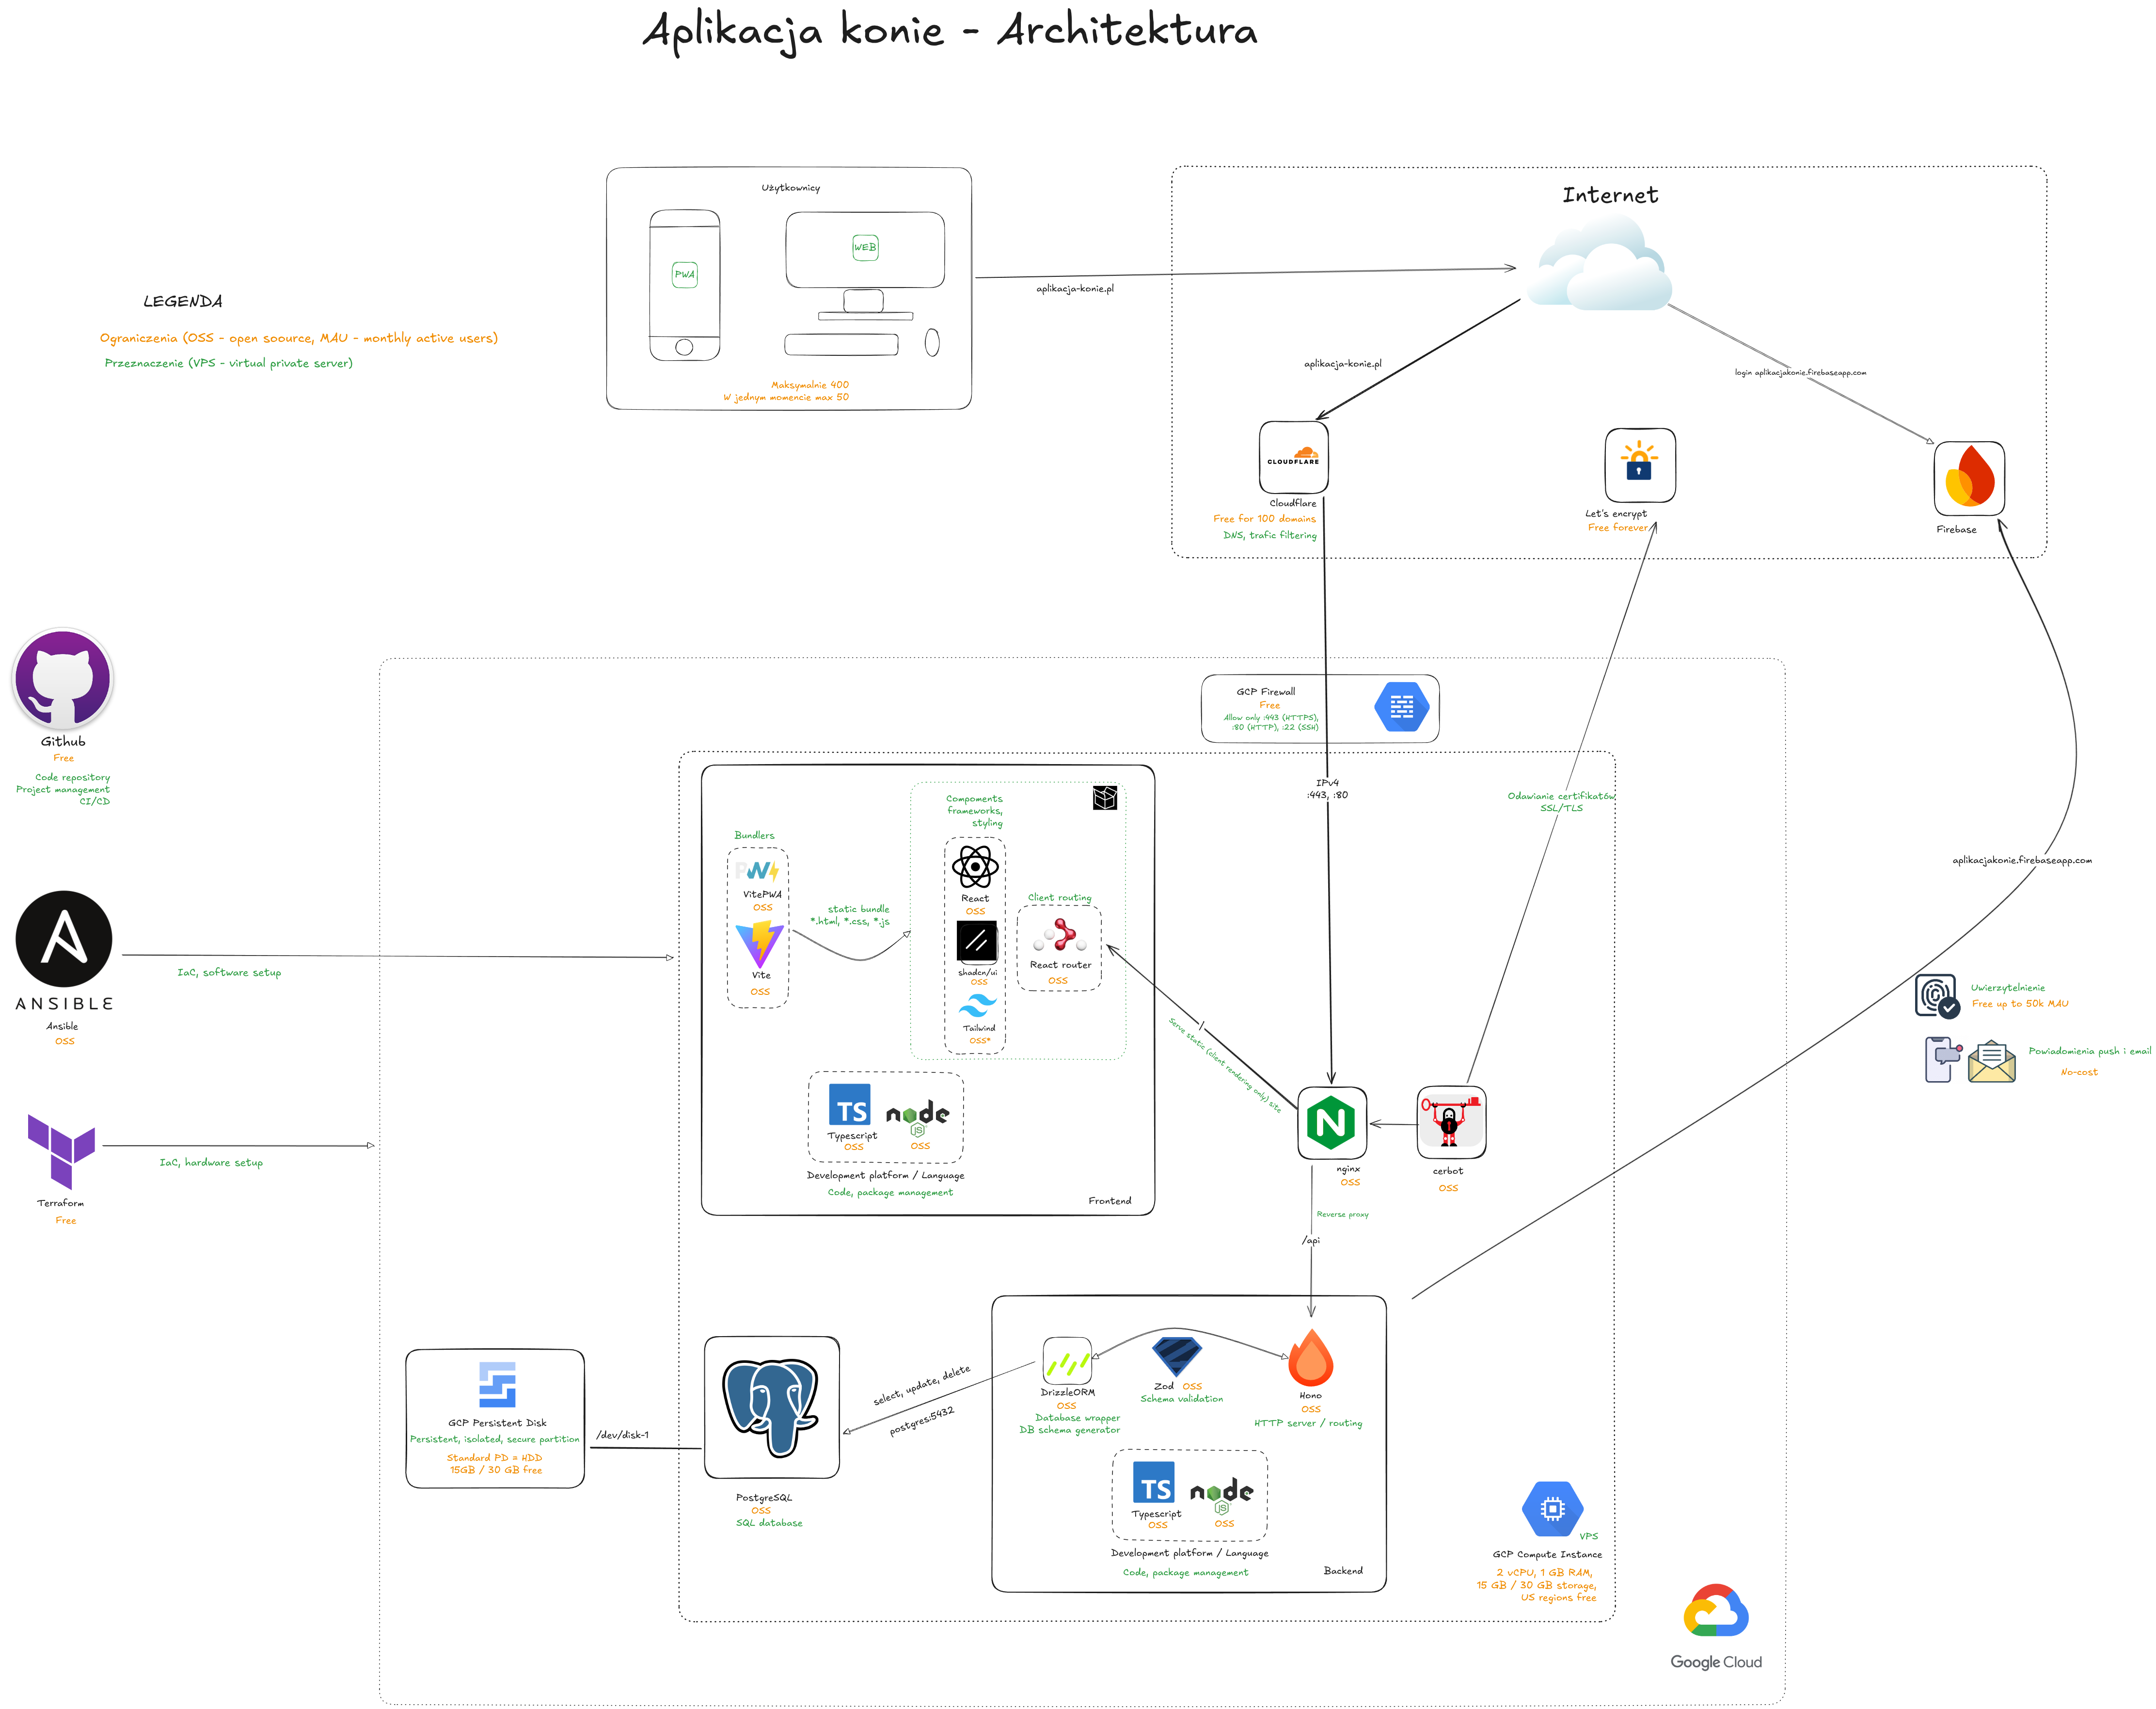 Aplikacja konie - Architektura
Użytkownicy
PWA
WEB
Maksymalnie 400
W jednym momencie max 50
LEGENDA
Ograniczenia (OSS - open soource, MAU - monthly active users)
Przeznaczenie (VPS - virtual private server)
aplikacja-konie.pl
Internet
aplikacja-konie.pl
login aplikacjakonie.firebaseapp.com
CLOUDFLARE
Cloudflare
Free for 100 domains
DNS, trafic filtering
Let's encrypt
Free forever
Firebase
Github
Free
Code repository
Project management
CI/CD
GCP Firewall
Free
Allow only :443 (HTTPS),
:80 (HTTP), :22 (SSH)
IPv4
:443, :80
Odawianie certifikatów
SSL/TLS
aplikacjakonie.firebaseapp.com
Bundlers
PWA
VitePWA
OSS
Vite
OSS
static bundle
*.html, *.css, *.js
Compoments
frameworks,
styling
React
OSS
shadcn/ui
OSS
Tailwind
OSS*
Client routing
React router
OSS
TS
Typescript
OSS
node
JS
OSS
Development platform / Language
Code, package management
Frontend
/
Serve static (client rendering only) site
ANSIBLE
Ansible
OSS
IaC, software setup
Terraform
Free
IaC, hardware setup
nginx
OSS
cerbot
OSS
Reverse proxy
/api
Uwierzytelnienie
Free up to 50k MAU
Powiadomienia push i email
No-cost
GCP Persistent Disk
Persistent, isolated, secure partition
Standard PD = HDD
15GB / 30 GB free
/dev/disk-1
PostgreSQL
OSS
SQL database
select, update, delete
postgres:5432
DrizzleORM
OSS
Database wrapper
DB schema generator
Zod OSS
Schema validation
Hono
OSS
HTTP server / routing
TS
Typescript
OSS
node
JS
OSS
Development platform / Language
Code, package management
Backend
VPS
GCP Compute Instance
2 vCPU, 1 GB RAM,
15 GB / 30 GB storage,
US regions free
Google Cloud